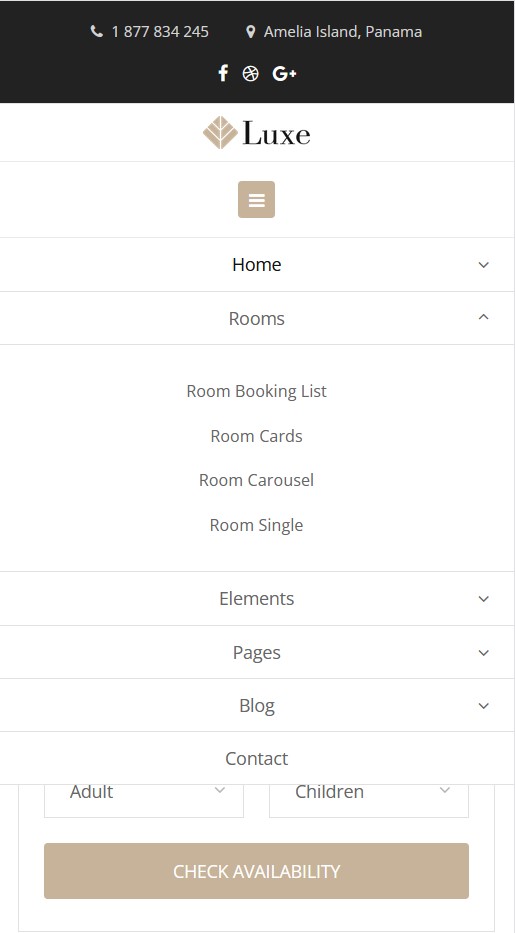 1 877 834 245 Amelia Island, Panama
Luxe
Home
Rooms
Room Booking List
Room Cards
Room Carousel
Room Single
Elements
Pages
Blog
Contact
Adult Children
CHECK AVAILABILITY